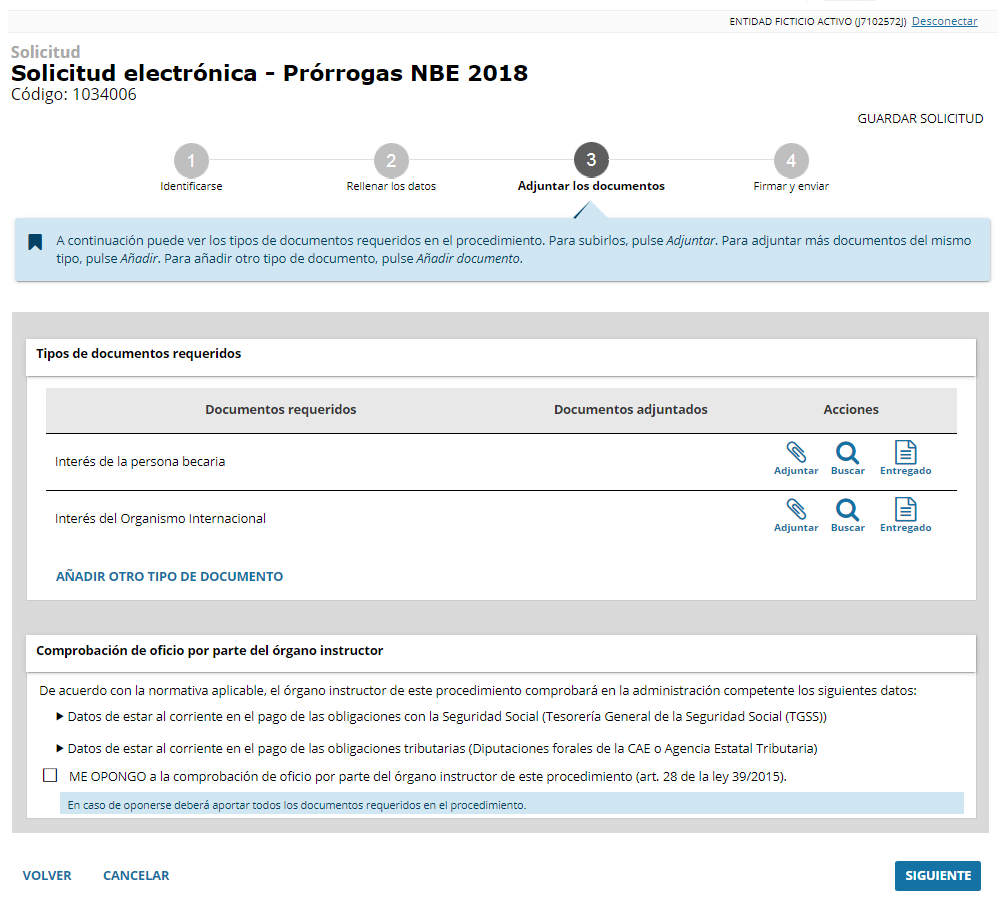 ENTIDAD FICTICIO ACTIVO (J7102572J) Desconectar
Solicitud
Solicitud electrónica - Prórrogas NBE 2018
Código: 1034006
GUARDAR SOLICITUD
1 2 3 4
Identificarse Rellenar los datos Adjuntar los documentos Firmar y enviar
A continuación puede ver los tipos de documentos requeridos en el procedimiento. Para subirlos, pulse Adjuntar. Para adjuntar más documentos del mismo
tipo, pulse Añadir. Para añadir otro tipo de documento, pulse Añadir documento.
Tipos de documentos requeridos
Documentos requeridos Documentos adjuntados Acciones
Interés de la persona becaria
Adjuntar Buscar Entregado
Interés del Organismo Internacional
Adjuntar Buscar Entregado
AÑADIR OTRO TIPO DE DOCUMENTO
Comprobación de oficio por parte del órgano instructor
De acuerdo con la normativa aplicable, el órgano instructor de este procedimiento comprobará en la administración competente los siguientes datos:
Datos de estar al corriente en el pago de las obligaciones con la Seguridad Social (Tesorería General de la Seguridad Social (TGSS))
Datos de estar al corriente en el pago de las obligaciones tributarias (Diputaciones forales de la CAE o Agencia Estatal Tributaria)
ME OPONGO a la comprobación de oficio por parte del órgano instructor de este procedimiento (art. 28 de la ley 39/2015).
En caso de oponerse deberá aportar todos los documentos requeridos en el procedimiento.
VOLVER CANCELAR SIGUIENTE